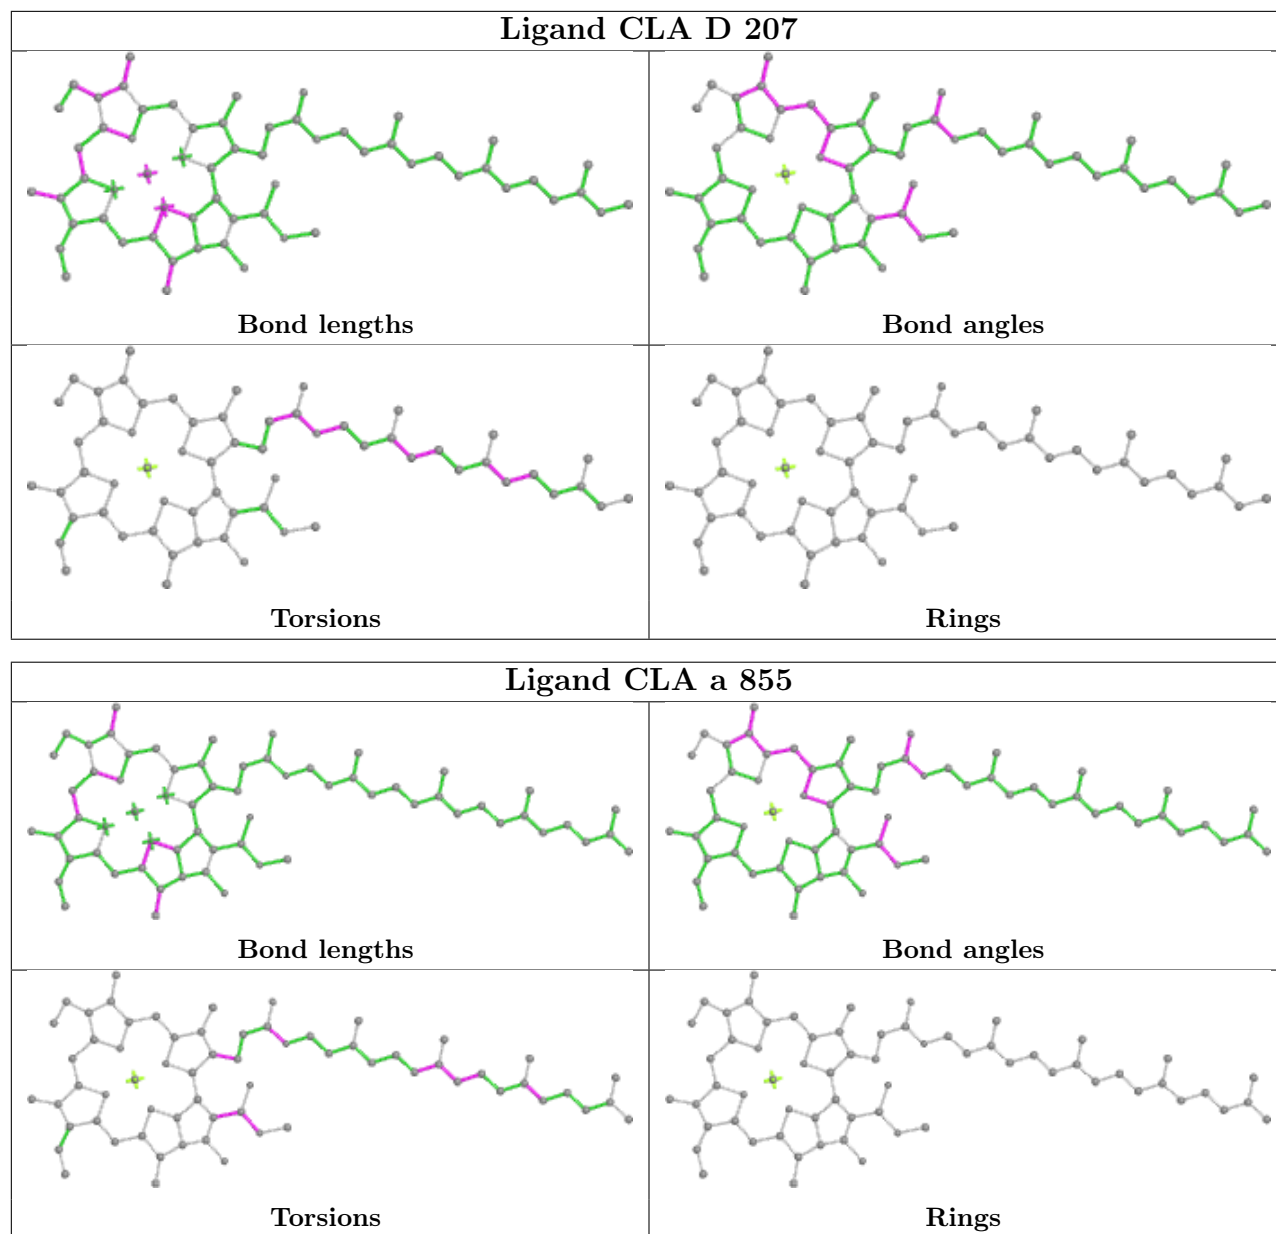 Ligand CLA D 207
Bond lengths
Bond angles
Torsions
Rings
Ligand CLA a 855
Bond lengths
Bond angles
Torsions
Rings